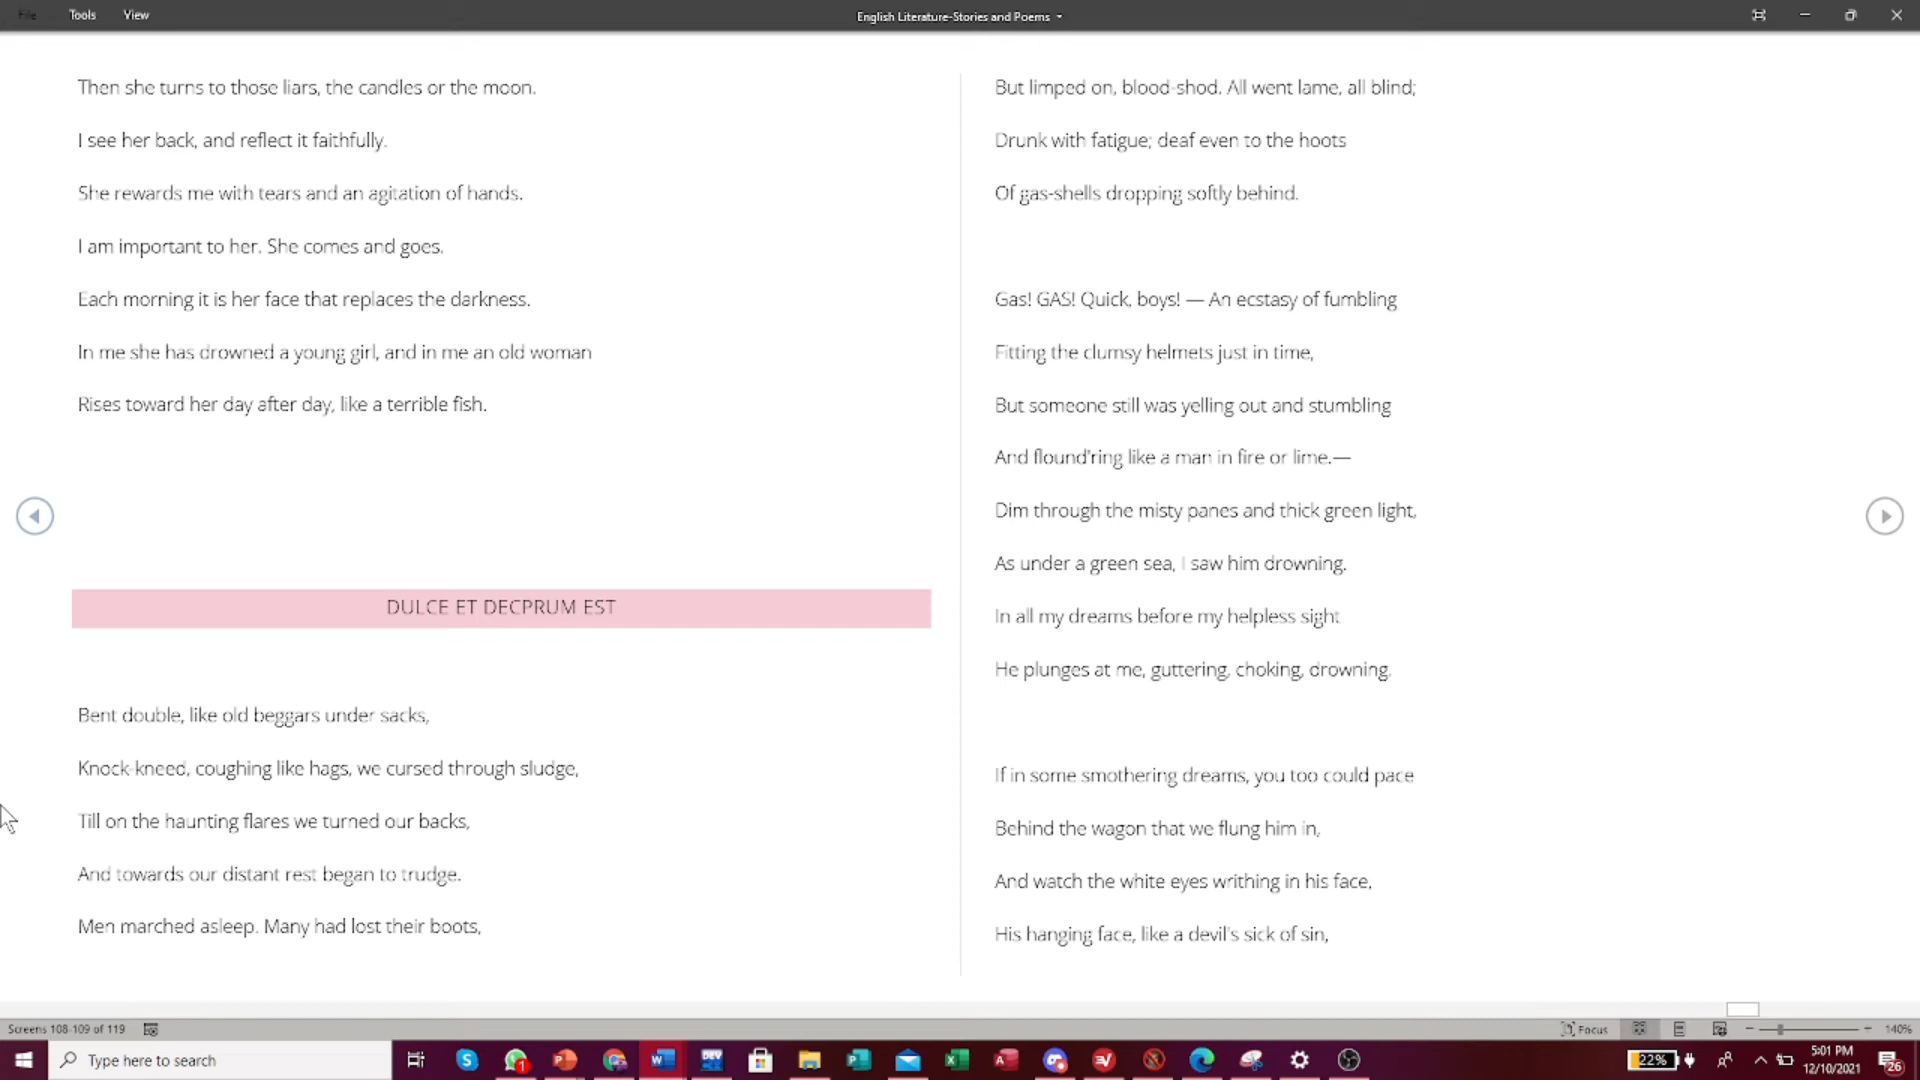 File Tools View English Literature-Stories and Poems
Then she turns to those liars, the candles or the moon.
I see her back, and reflect it faithfully.
She rewards me with tears and an agitation of hands.
I am important to her. She comes and goes.
Each morning it is her face that replaces the darkness.
In me she has drowned a young girl, and in me an old woman
Rises toward her day after day, like a terrible fish.
DULCE ET DECPRUM EST
Bent double, like old beggars under sacks,
Knock-kneed, coughing like hags, we cursed through sludge,
Till on the haunting flares we turned our backs,
And towards our distant rest began to trudge.
Men marched asleep. Many had lost their boots,
But limped on, blood-shod. All went lame, all blind;
Drunk with fatigue; deaf even to the hoots
Of gas-shells dropping softly behind.
Gas! GAS! Quick, boys! — An ecstasy of fumbling
Fitting the clumsy helmets just in time,
But someone still was yelling out and stumbling
And flound'ring like a man in fire or lime.—
Dim through the misty panes and thick green light,
As under a green sea, I saw him drowning.
In all my dreams before my helpless sight
He plunges at me, guttering, choking, drowning.
If in some smothering dreams, you too could pace
Behind the wagon that we flung him in,
And watch the white eyes writhing in his face,
His hanging face, like a devil's sick of sin,
Screens 108-109 of 119 Focus 140%
Type here to search 1 DEV 22% 5:01 PM
12/10/2021 26